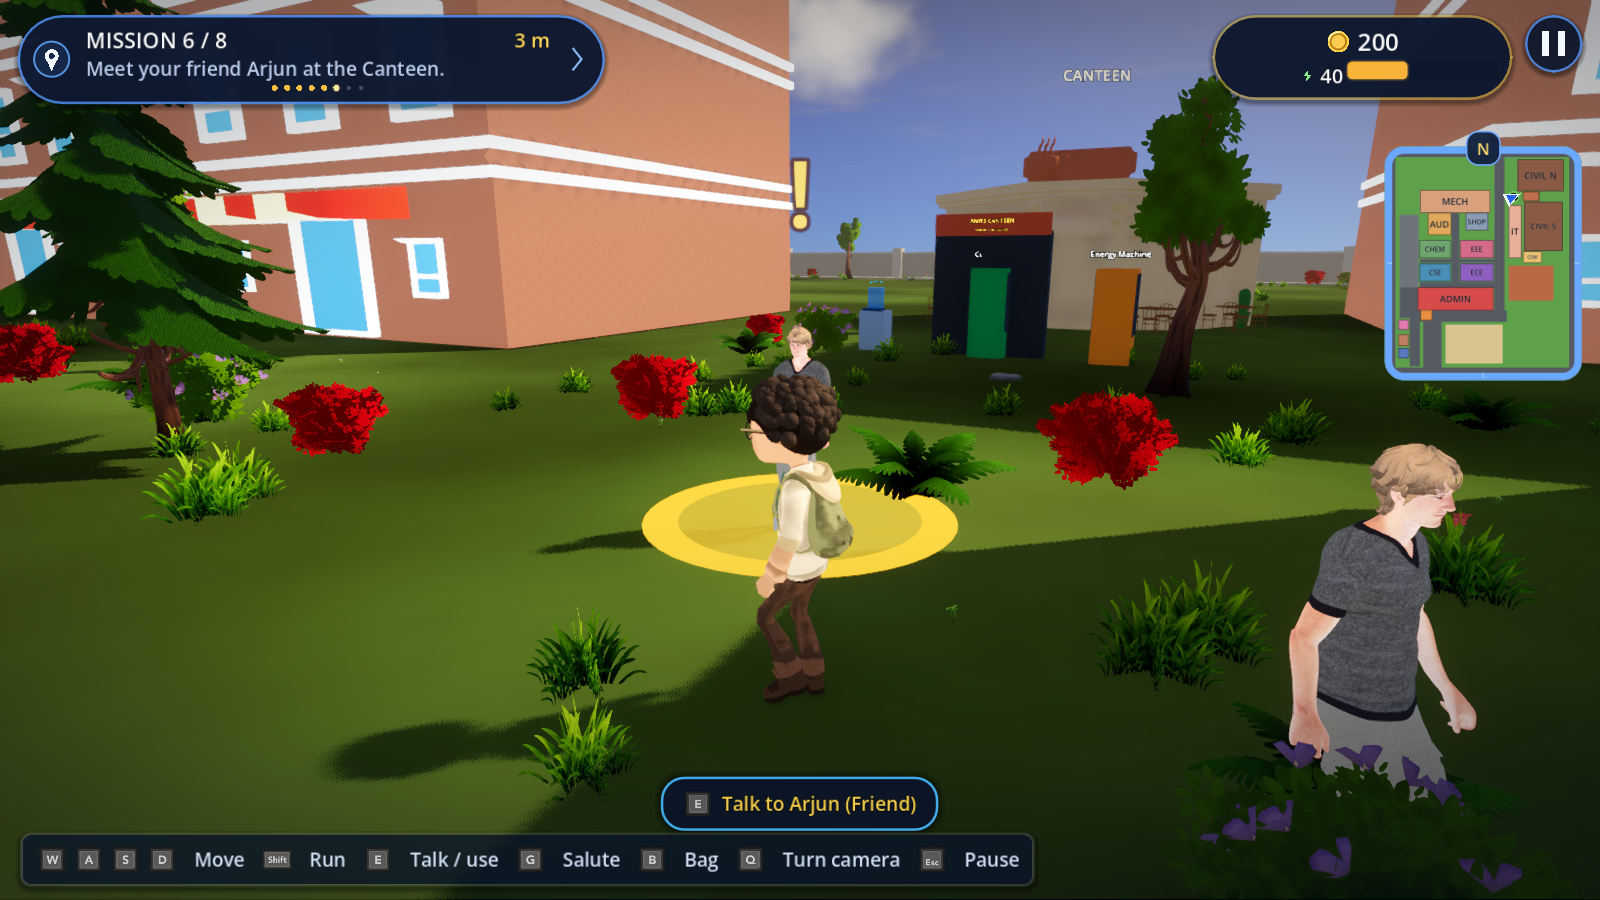 MISSION 6 / 8
3 m
Meet your friend Arjun at the Canteen.
200
40
CANTEEN
N
CIVIL N
MECH
AUD
SHOP
IT
CIVIL S
CHEM
EEE
CSE
ECE
ADMIN
Energy Machine
E Talk to Arjun (Friend)
W A S D Move Shift Run E Talk / use G Salute B Bag Q Turn camera Esc Pause